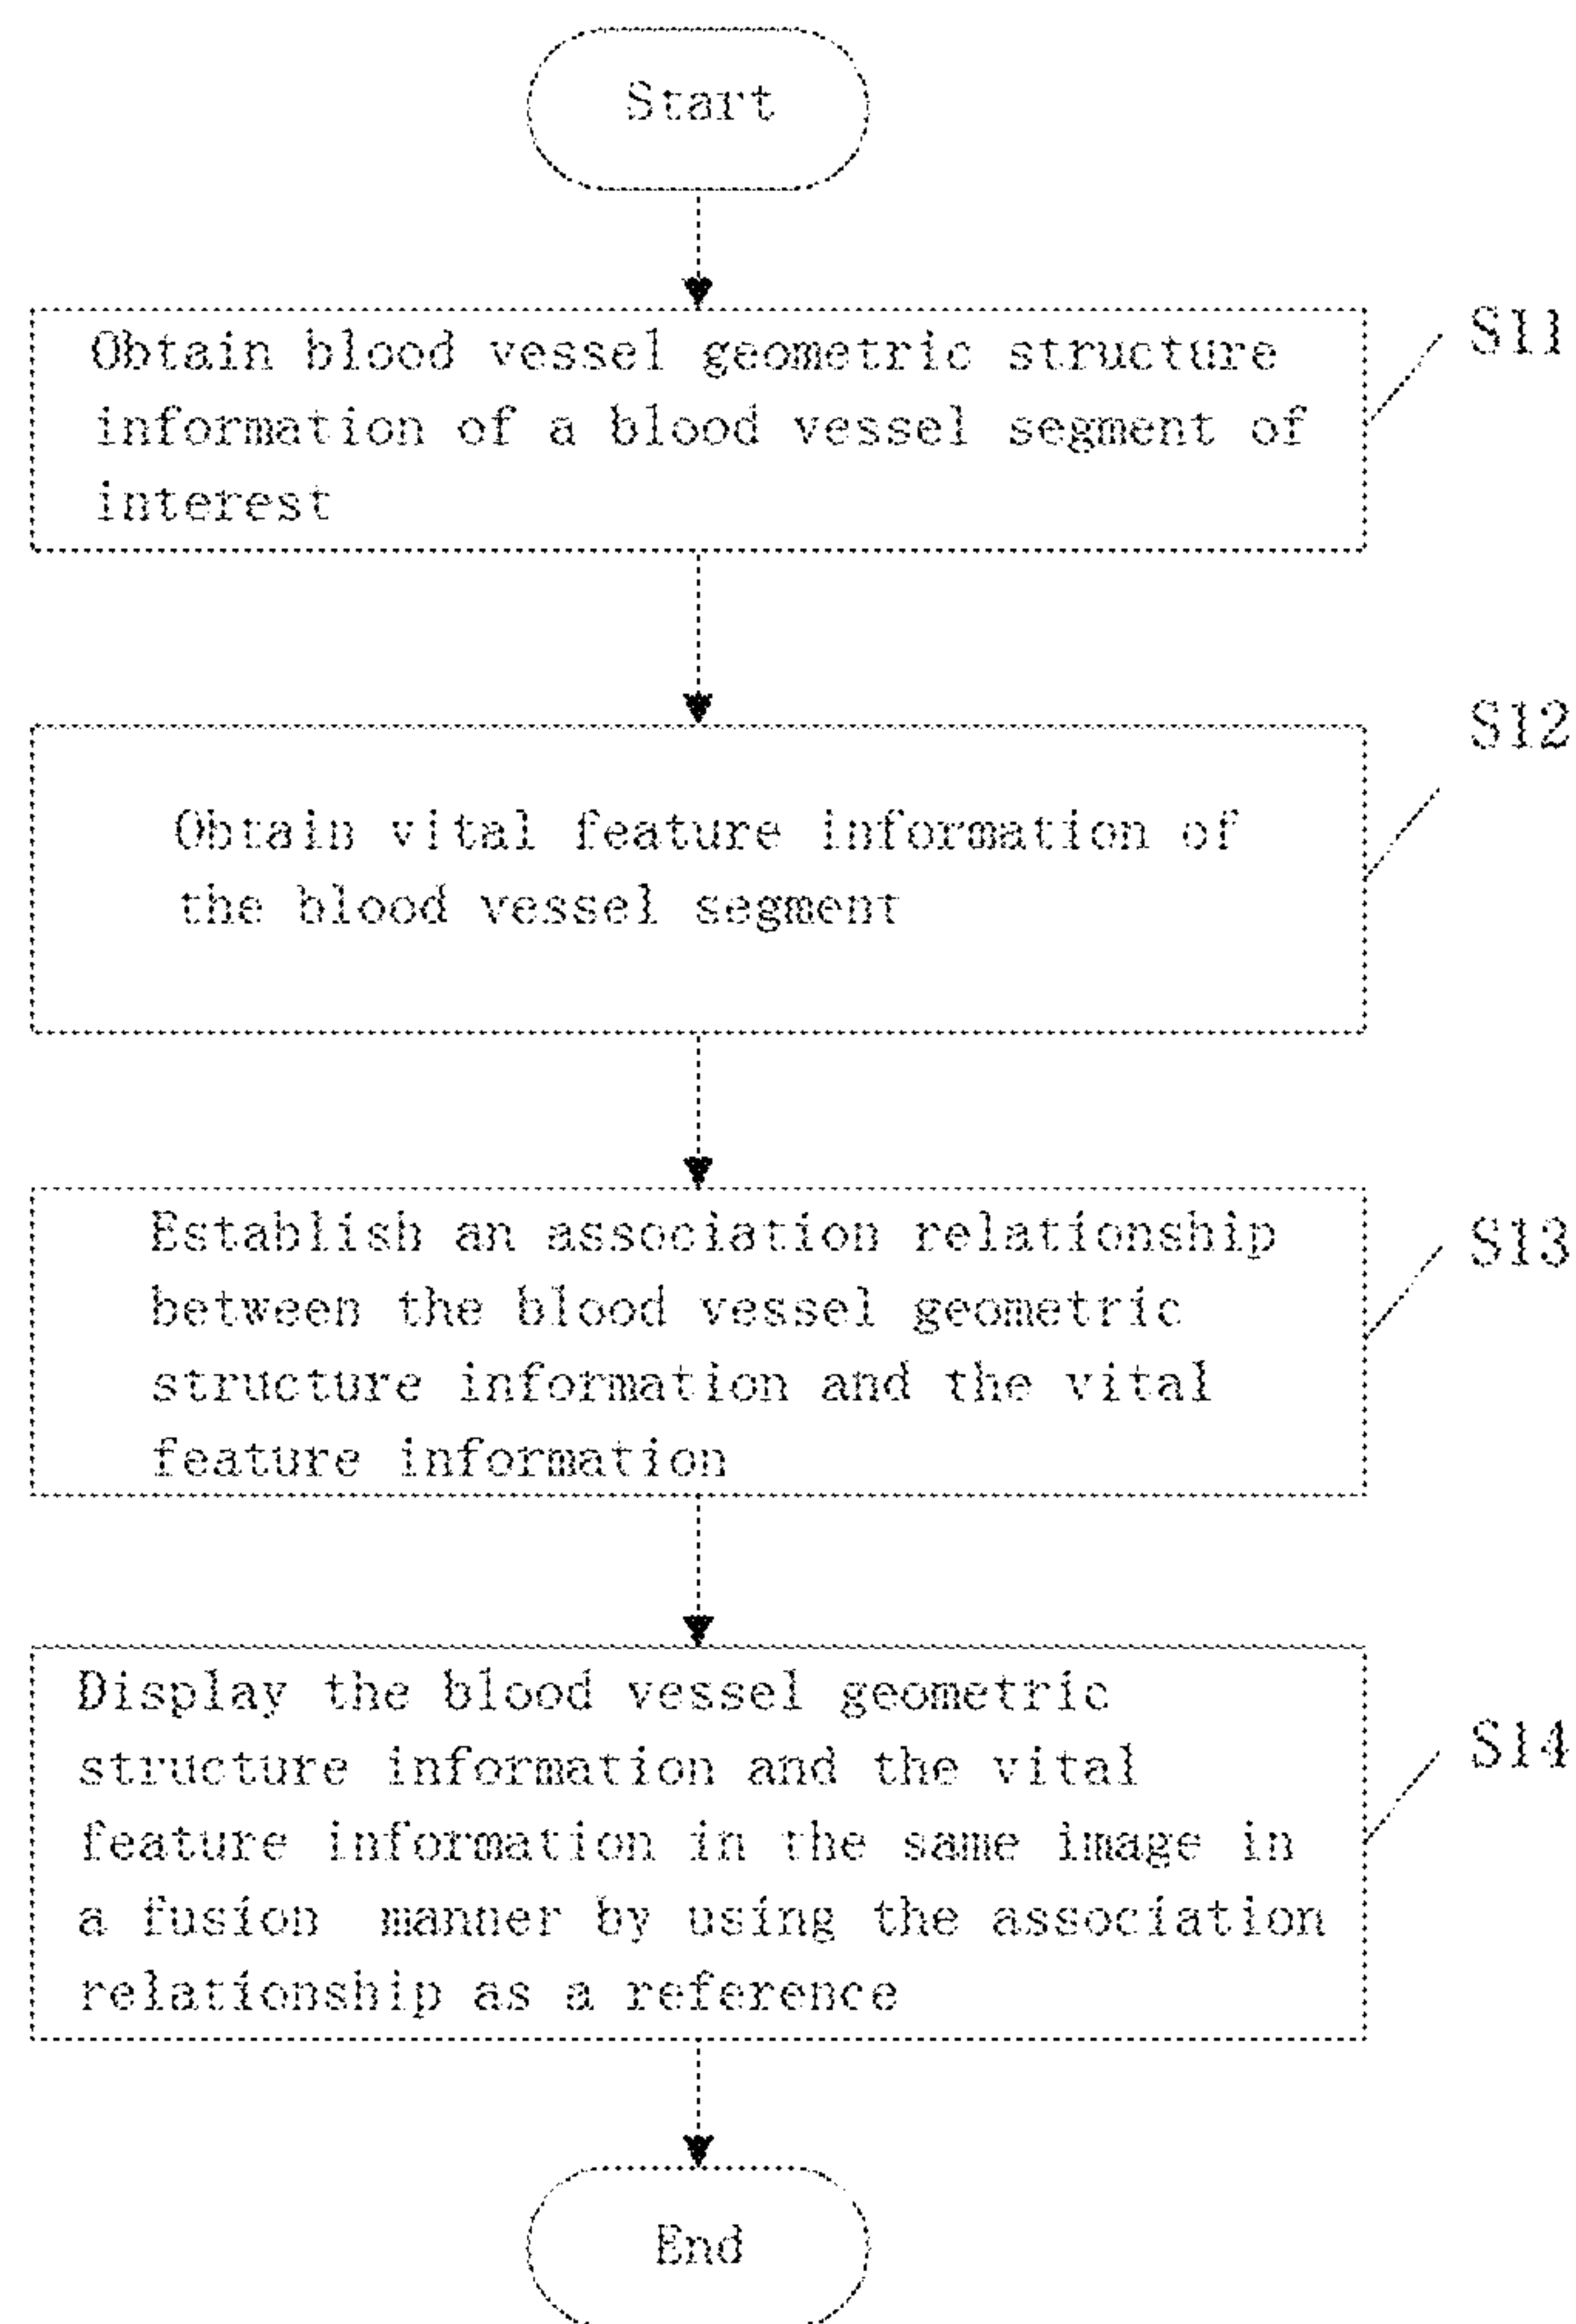 Start
Obtain blood vessel geometric structure
information of a blood vessel segment of
interest
S11
Obtain vital feature information of
the blood vessel segment
S12
Establish an association relationship
between the blood vessel geometric
structure information and the vital
feature information
S13
Display the blood vessel geometric
structure information and the vital
feature information in the same image in
a fusion manner by using the association
relationship as a reference
S14
End